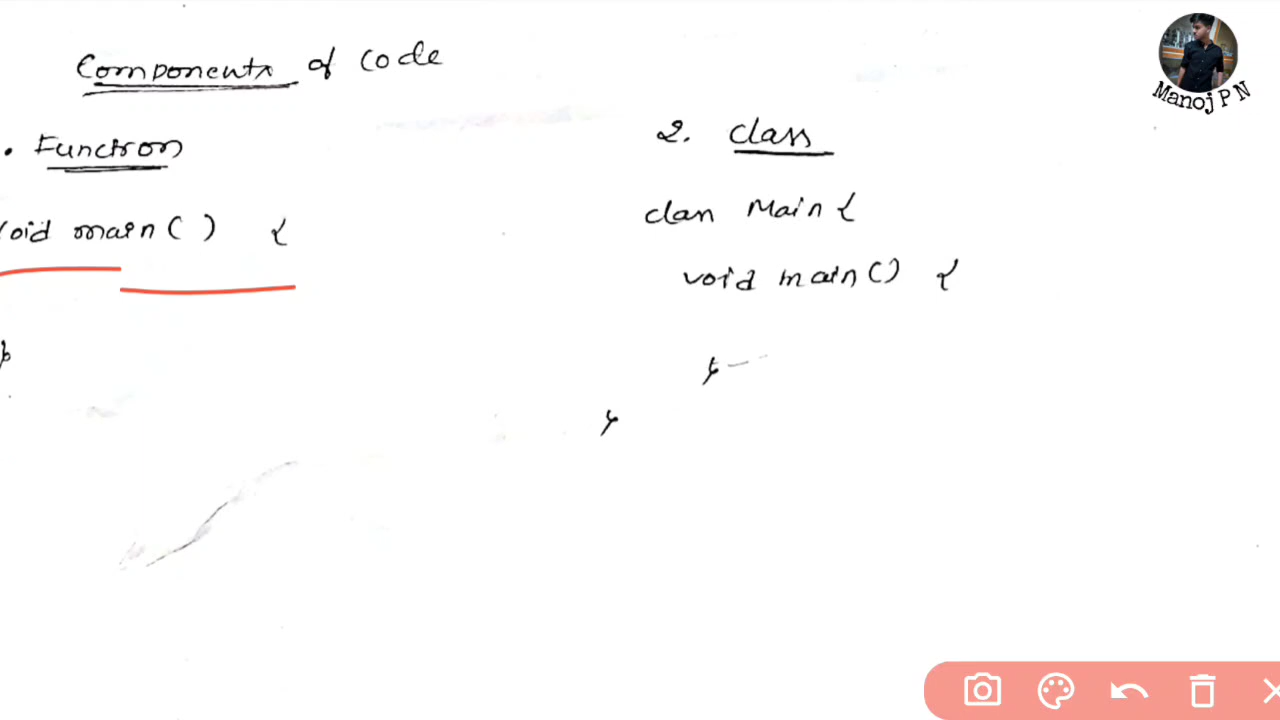 Components of Code
. Function
void main ( ) {
}
2. Class
class Main {
void main () {
}
}
Manoj P N